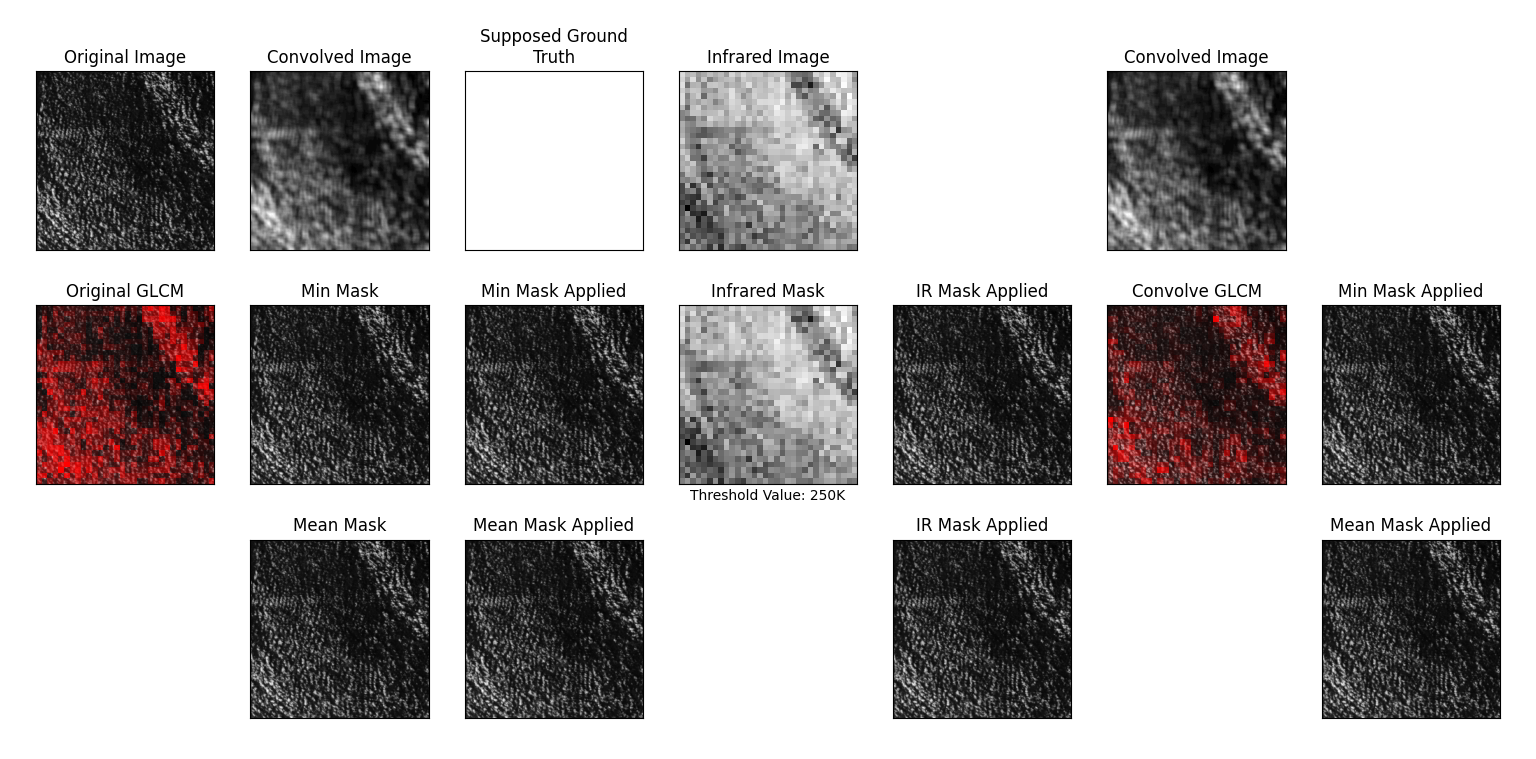 Original Image
Convolved Image
Supposed Ground
Truth
Infrared Image
Convolved Image
Original GLCM
Min Mask
Min Mask Applied
Infrared Mask
IR Mask Applied
Convolve GLCM
Min Mask Applied
Threshold Value: 250K
Mean Mask
Mean Mask Applied
IR Mask Applied
Mean Mask Applied